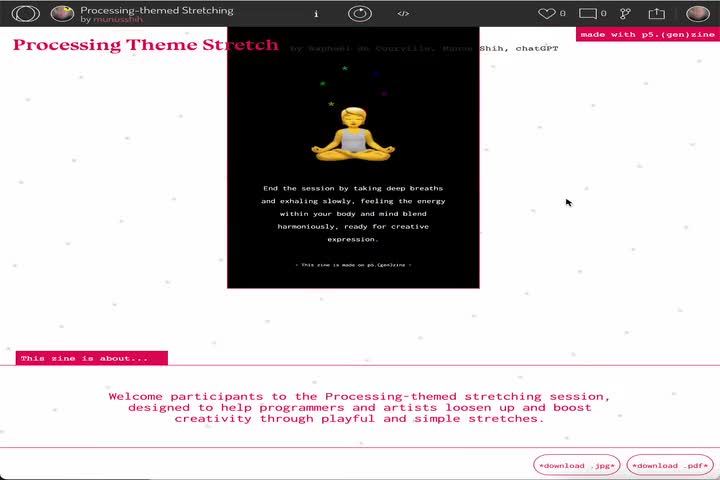 Processing-themed Stretching
by munusshih
i
</>
0
0
made with p5.(gen)zine
Processing Theme Stretch by Raphaël de Courville, Munus Shih, chatGPT
End the session by taking deep breaths
and exhaling slowly, feeling the energy
within your body and mind blend
harmoniously, ready for creative
expression.
- This zine is made on p5.(gen)zine -
This zine is about...
Welcome participants to the Processing-themed stretching session,
designed to help programmers and artists loosen up and boost
creativity through playful and simple stretches.
*download .jpg*
*download .pdf*